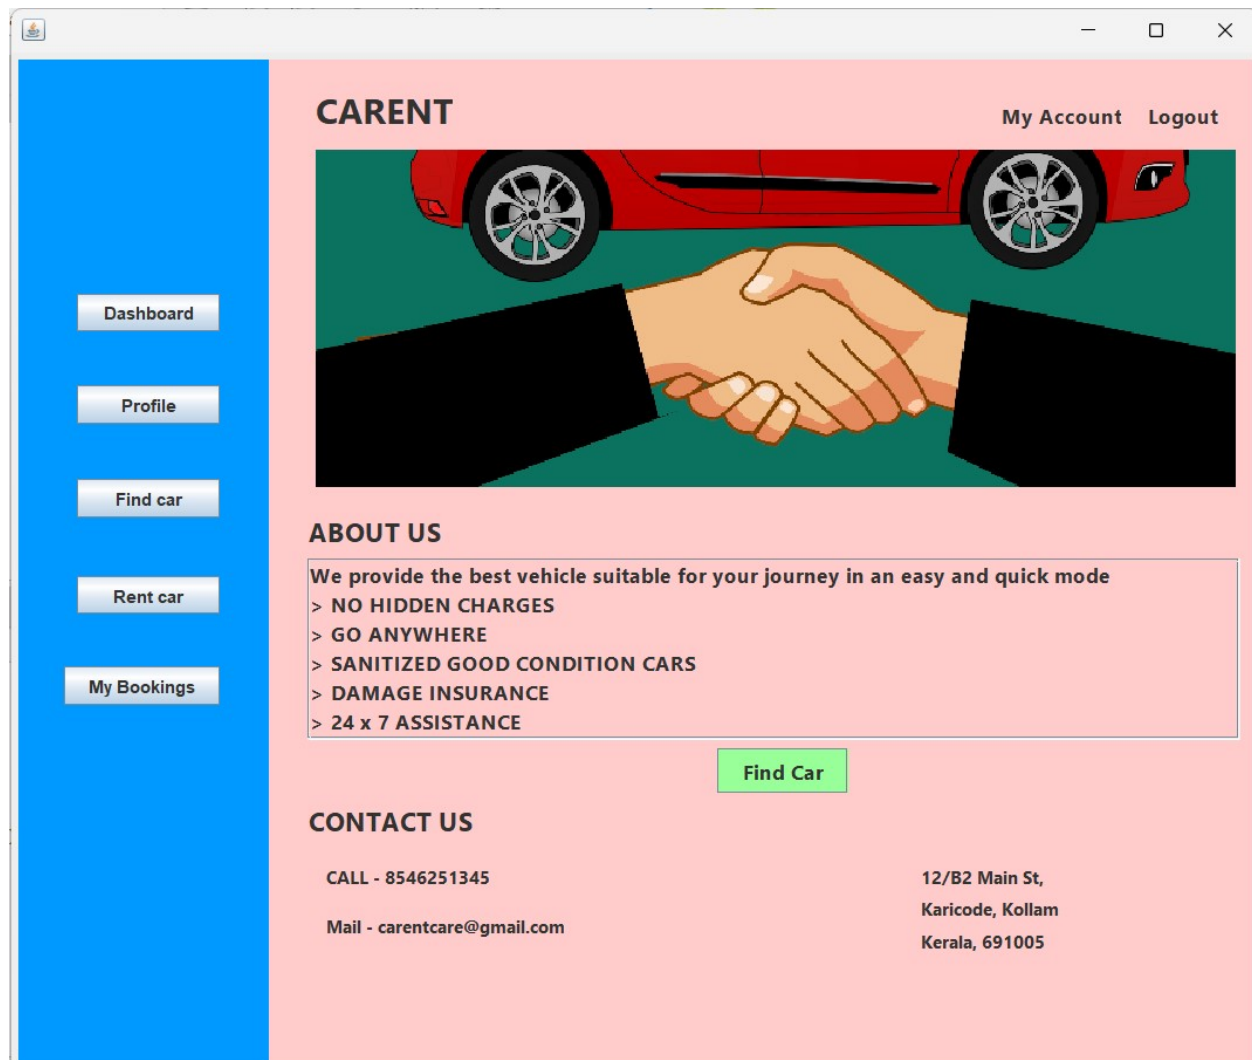 CARENT
My Account Logout
Dashboard
Profile
Find car
Rent car
My Bookings
ABOUT US
We provide the best vehicle suitable for your journey in an easy and quick mode
> NO HIDDEN CHARGES
> GO ANYWHERE
> SANITIZED GOOD CONDITION CARS
> DAMAGE INSURANCE
> 24 x 7 ASSISTANCE
Find Car
CONTACT US
CALL - 8546251345
Mail - carentcare@gmail.com
12/B2 Main St,
Karicode, Kollam
Kerala, 691005